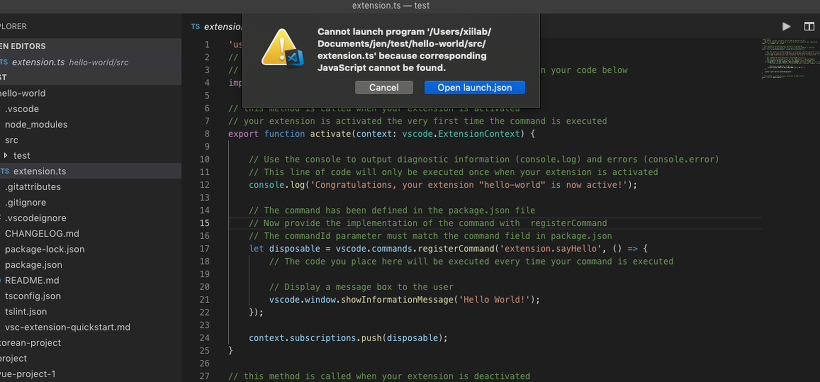 extension.ts — test
PLORER
EN EDITORS
TS extension.ts hello-world/src
ST
hello-world
.vscode
node_modules
src
test
TS extension.ts
.gitattributes
.gitignore
.vscodeignore
CHANGELOG.md
package-lock.json
package.json
README.md
tsconfig.json
tslint.json
vsc-extension-quickstart.md
korean-project
project
vue-project-1
TS extension
Cannot launch program '/Users/xiilab/
Documents/jen/test/hello-world/src/
extension.ts' because corresponding
JavaScript cannot be found.
Cancel Open launch.json
1 'us
2 //
3 // n your code below
4 imp
5
6 // this method is called when your extension is activated
7 // your extension is activated the very first time the command is executed
8 export function activate(context: vscode.ExtensionContext) {
9
10 // Use the console to output diagnostic information (console.log) and errors (console.error)
11 // This line of code will only be executed once when your extension is activated
12 console.log('Congratulations, your extension "hello-world" is now active!');
13
14 // The command has been defined in the package.json file
15 // Now provide the implementation of the command with  registerCommand
16 // The commandId parameter must match the command field in package.json
17 let disposable = vscode.commands.registerCommand('extension.sayHello', () => {
18 // The code you place here will be executed every time your command is executed
19
20 // Display a message box to the user
21 vscode.window.showInformationMessage('Hello World!');
22 });
23
24 context.subscriptions.push(disposable);
25 }
26
27 // this method is called when your extension is deactivated